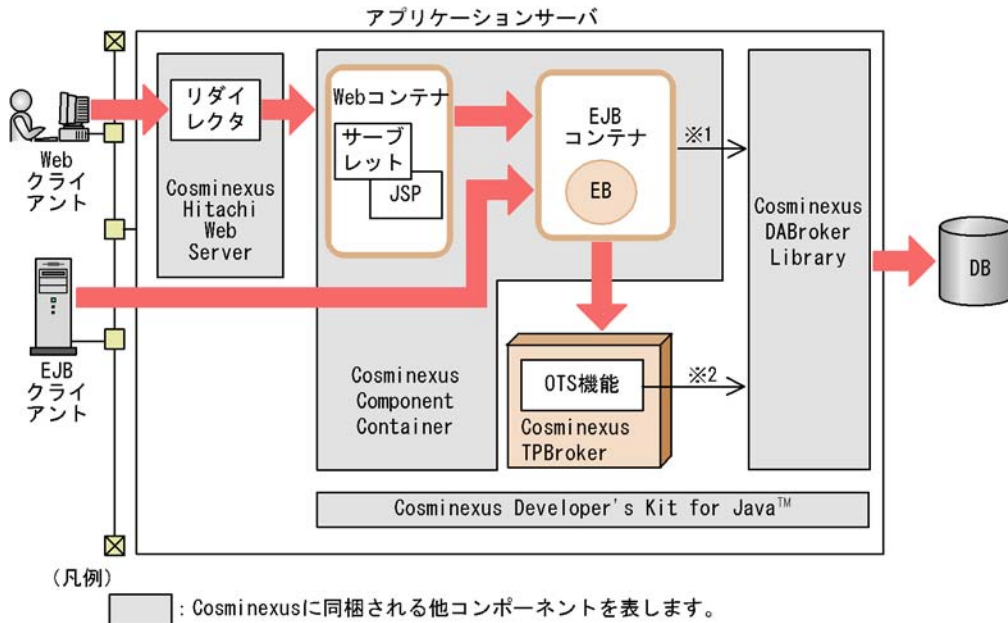 アプリケーションサーバ
リダイ
レクタ
Cosminexus
Hitachi
Web
Server
Webコンテナ
サーブ
レット
JSP
EJB
コンテナ
EB
※1
Cosminexus
DABroker
Library
DB
Web
クライ
アント
EJB
クライ
アント
Cosminexus
Component
Container
OTS機能
※2
Cosminexus
TPBroker
Cosminexus Developer's Kit for Java™
(凡例)
：Cosminexusに同梱される他コンポーネントを表します。